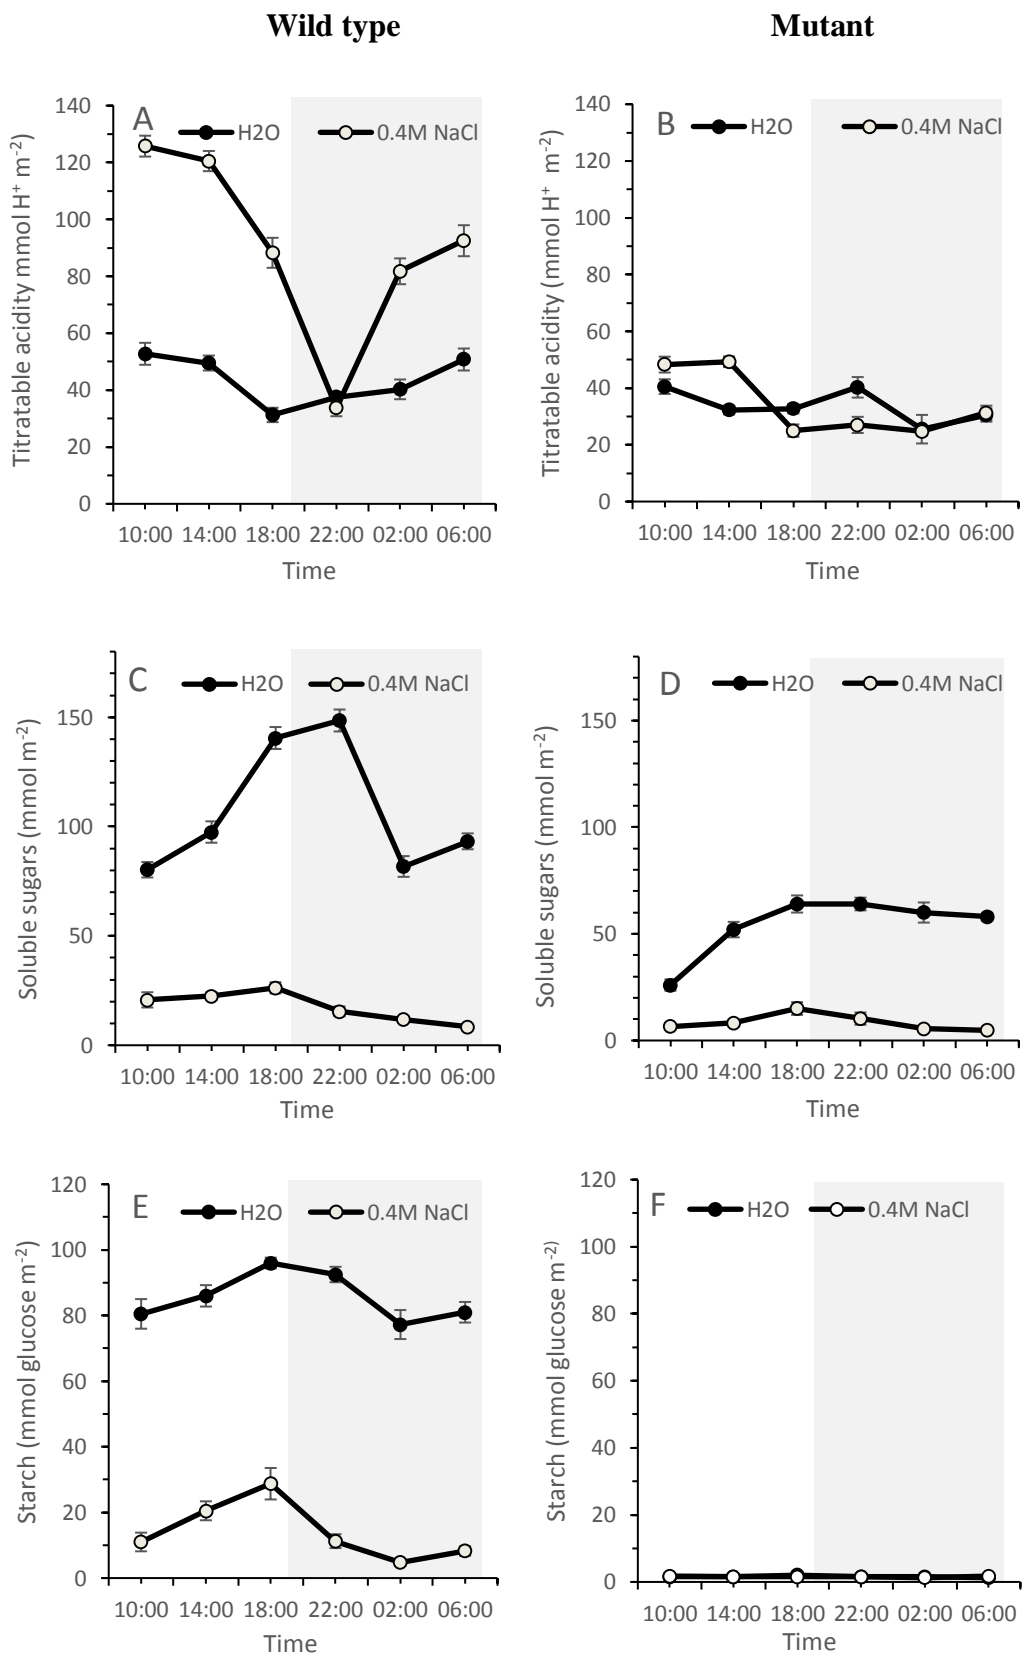 Wild type
Mutant
A
H2O
0.4M NaCl
Titratable acidity mmol H⁺ m⁻²)
140
120
100
80
60
40
20
0
10:00 14:00 18:00 22:00 02:00 06:00
Time
B
H2O
0.4M NaCl
Titratable acidity (mmol H⁺ m⁻²)
140
120
100
80
60
40
20
0
10:00 14:00 18:00 22:00 02:00 06:00
Time
C
H2O
0.4M NaCl
Soluble sugars (mmol m⁻²)
150
100
50
0
10:00 14:00 18:00 22:00 02:00 06:00
Time
D
H2O
0.4M NaCl
Soluble sugars (mmol m⁻²)
150
100
50
0
10:00 14:00 18:00 22:00 02:00 06:00
Time
E
H2O
0.4M NaCl
Starch (mmol glucose m⁻²)
120
100
80
60
40
20
0
10:00 14:00 18:00 22:00 02:00 06:00
Time
F
H2O
0.4M NaCl
Starch (mmol glucose m⁻²)
120
100
80
60
40
20
0
10:00 14:00 18:00 22:00 02:00 06:00
Time